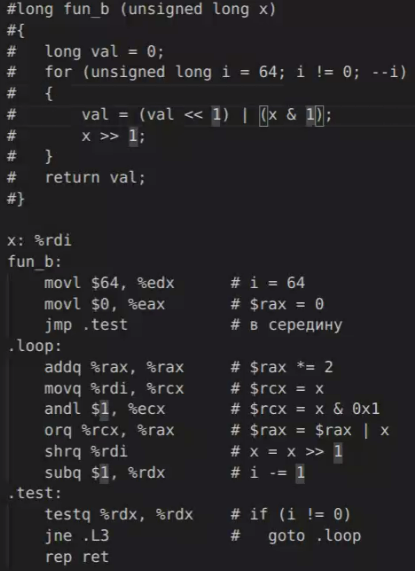 #long fun_b (unsigned long x)
#{
#   long val = 0;
#   for (unsigned long i = 64; i != 0; --i)
#   {
#       val = (val << 1) | (x & 1);
#       x >> 1;
#   }
#   return val;
#}
x: %rdi
fun_b:
    movl $64, %edx      # i = 64
    movl $0, %eax       # $rax = 0
    jmp .test           # в середину
.loop:
    addq %rax, %rax     # $rax *= 2
    movq %rdi, %rcx     # $rcx = x
    andl $1, %ecx       # $rcx = x & 0x1
    orq %rcx, %rax      # $rax = $rax | x
    shrq %rdi           # x = x >> 1
    subq $1, %rdx       # i -= 1
.test:
    testq %rdx, %rdx    # if (i != 0)
    jne .L3             #   goto .loop
    rep ret